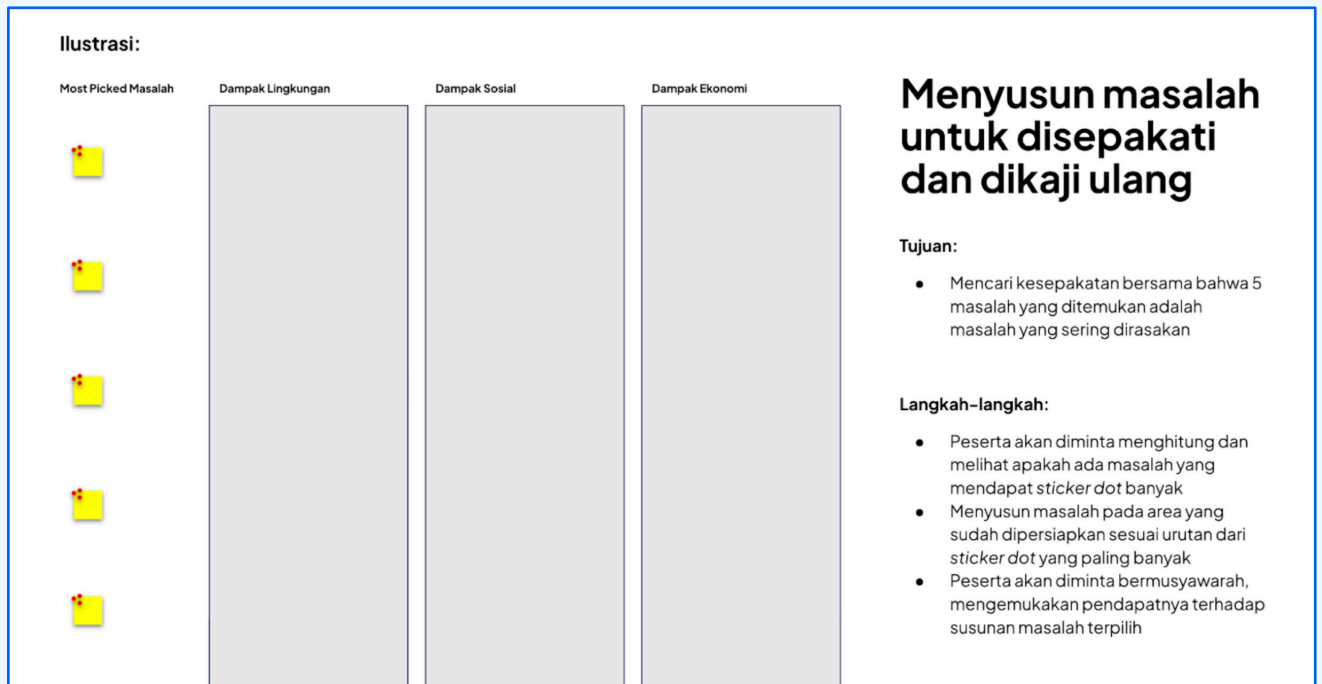 Ilustrasi:
Most Picked Masalah
Dampak Lingkungan
Dampak Sosial
Dampak Ekonomi
Menyusun masalah
untuk disepakati
dan dikaji ulang
Tujuan:
● Mencari kesepakatan bersama bahwa 5
masalah yang ditemukan adalah
masalah yang sering dirasakan
Langkah-langkah:
● Peserta akan diminta menghitung dan
melihat apakah ada masalah yang
mendapat sticker dot banyak
● Menyusun masalah pada area yang
sudah dipersiapkan sesuai urutan dari
sticker dot yang paling banyak
● Peserta akan diminta bermusyawarah,
mengemukakan pendapatnya terhadap
susunan masalah terpilih